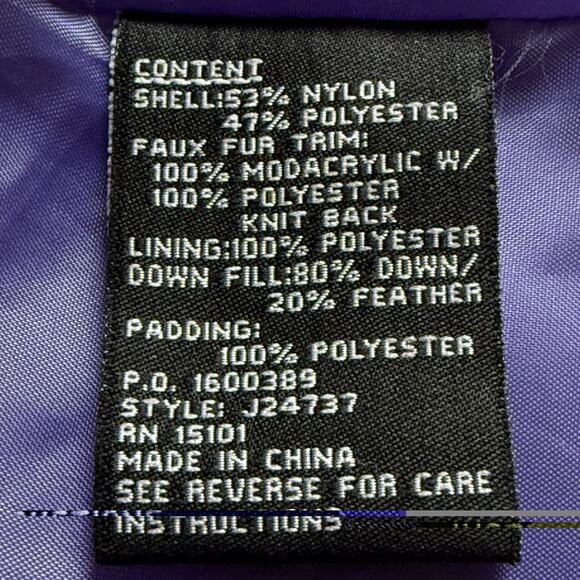 CONTENT
SHELL:53% NYLON
47% POLYESTER
FAUX FUR TRIM:
100% MODACRYLIC W/
100% POLYESTER
KNIT BACK
LINING:100% POLYESTER
DOWN FILL:80% DOWN/
20% FEATHER
PADDING:
100% POLYESTER
P.O. 1600389
STYLE: J24737
RN 15101
MADE IN CHINA
SEE REVERSE FOR CARE
INSTRUCTIONS